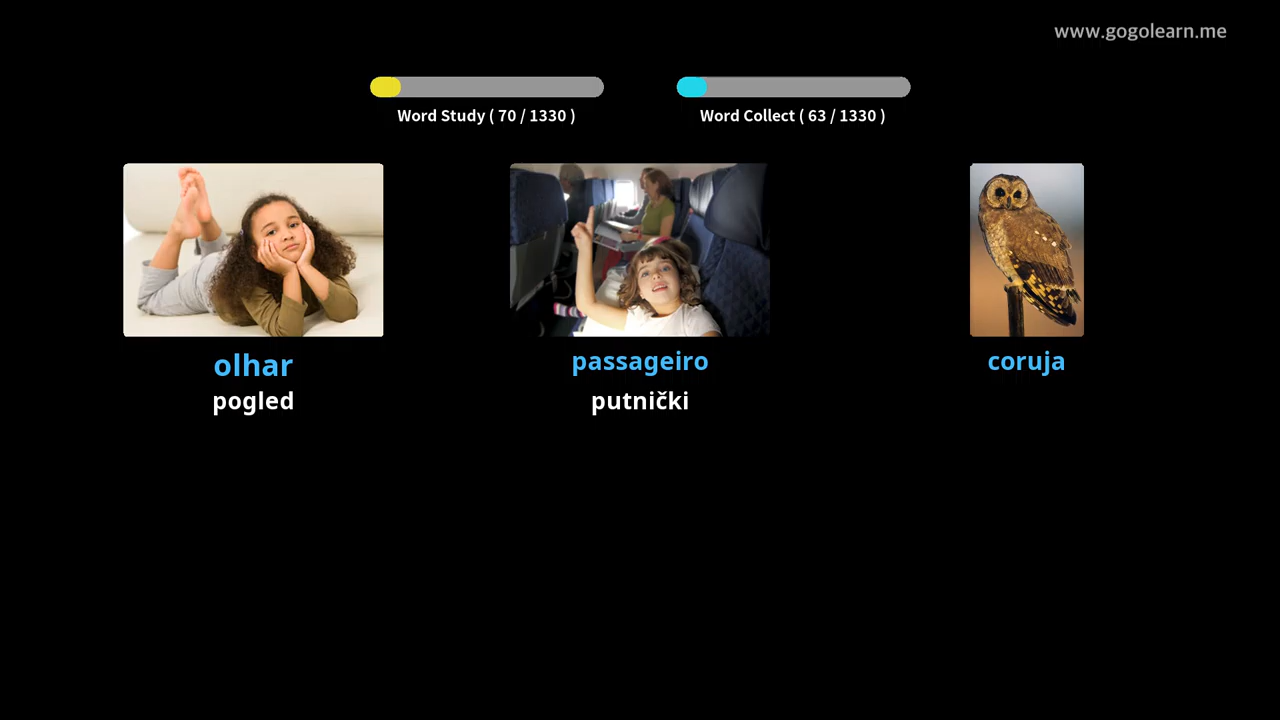 www.gogolearn.me
Word Study ( 70 / 1330 )
Word Collect ( 63 / 1330 )
olhar
passageiro
coruja
pogled
putnički